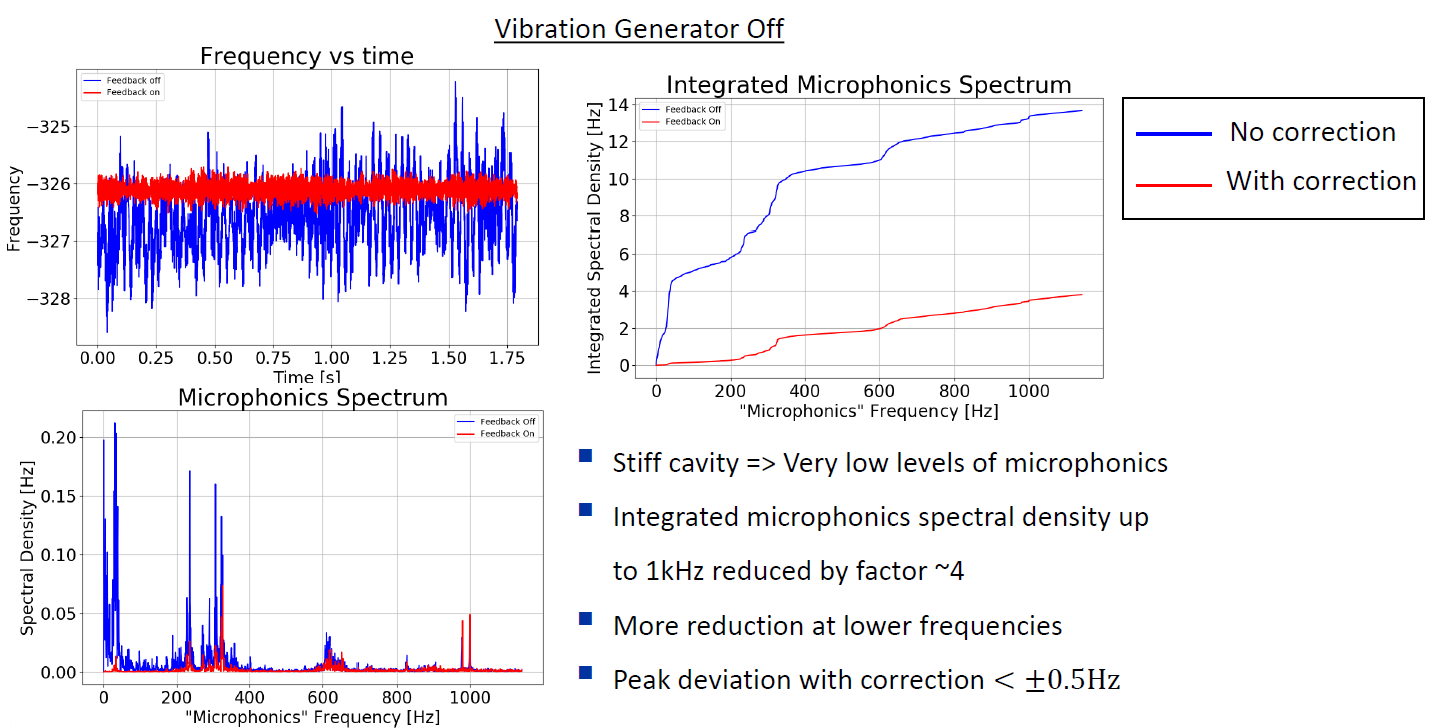 Vibration Generator Off
Frequency vs time
Feedback off
Feedback on
−325
−326
−327
−328
Frequency
0.00 0.25 0.50 0.75 1.00 1.25 1.50 1.75
Time [s]
Integrated Microphonics Spectrum
Feedback Off
Feedback On
14
12
10
8
6
4
2
0
Integrated Spectral Density [Hz]
0 200 400 600 800 1000
"Microphonics" Frequency [Hz]
No correction
With correction
Microphonics Spectrum
Feedback Off
Feedback On
0.20
0.15
0.10
0.05
0.00
Spectral Density [Hz]
0 200 400 600 800 1000
"Microphonics" Frequency [Hz]
▪ Stiff cavity => Very low levels of microphonics
▪ Integrated microphonics spectral density up
to 1kHz reduced by factor ~4
▪ More reduction at lower frequencies
▪ Peak deviation with correction < ±0.5Hz